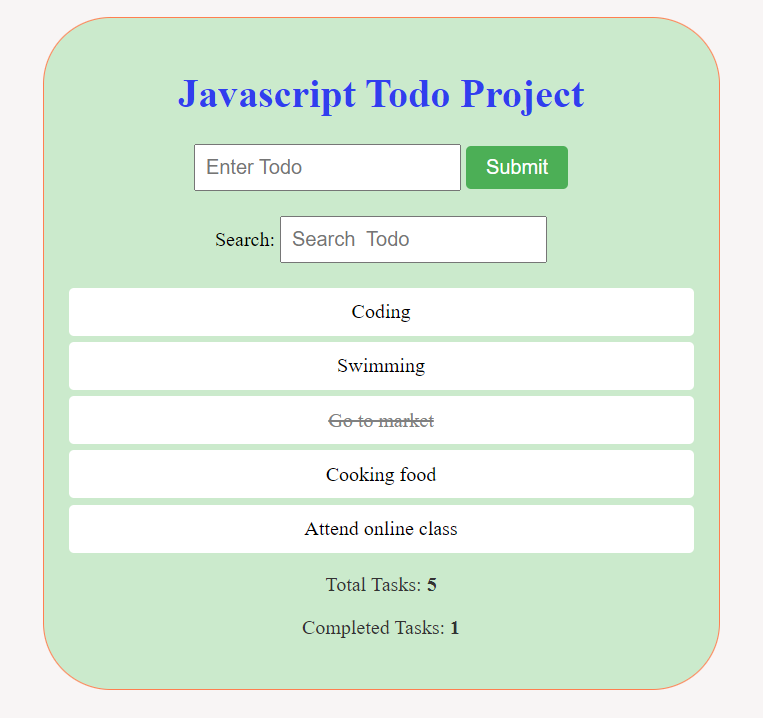 Javascript Todo Project
Enter Todo Submit
Search: Search  Todo
Coding
Swimming
Go to market
Cooking food
Attend online class
Total Tasks: 5
Completed Tasks: 1